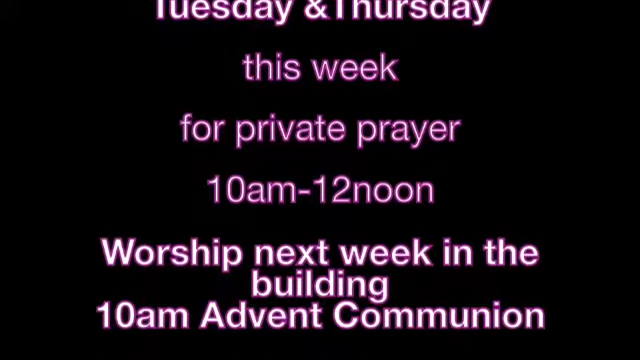 Tuesday &Thursday
this week
for private prayer
10am-12noon
Worship next week in the
building
10am Advent Communion